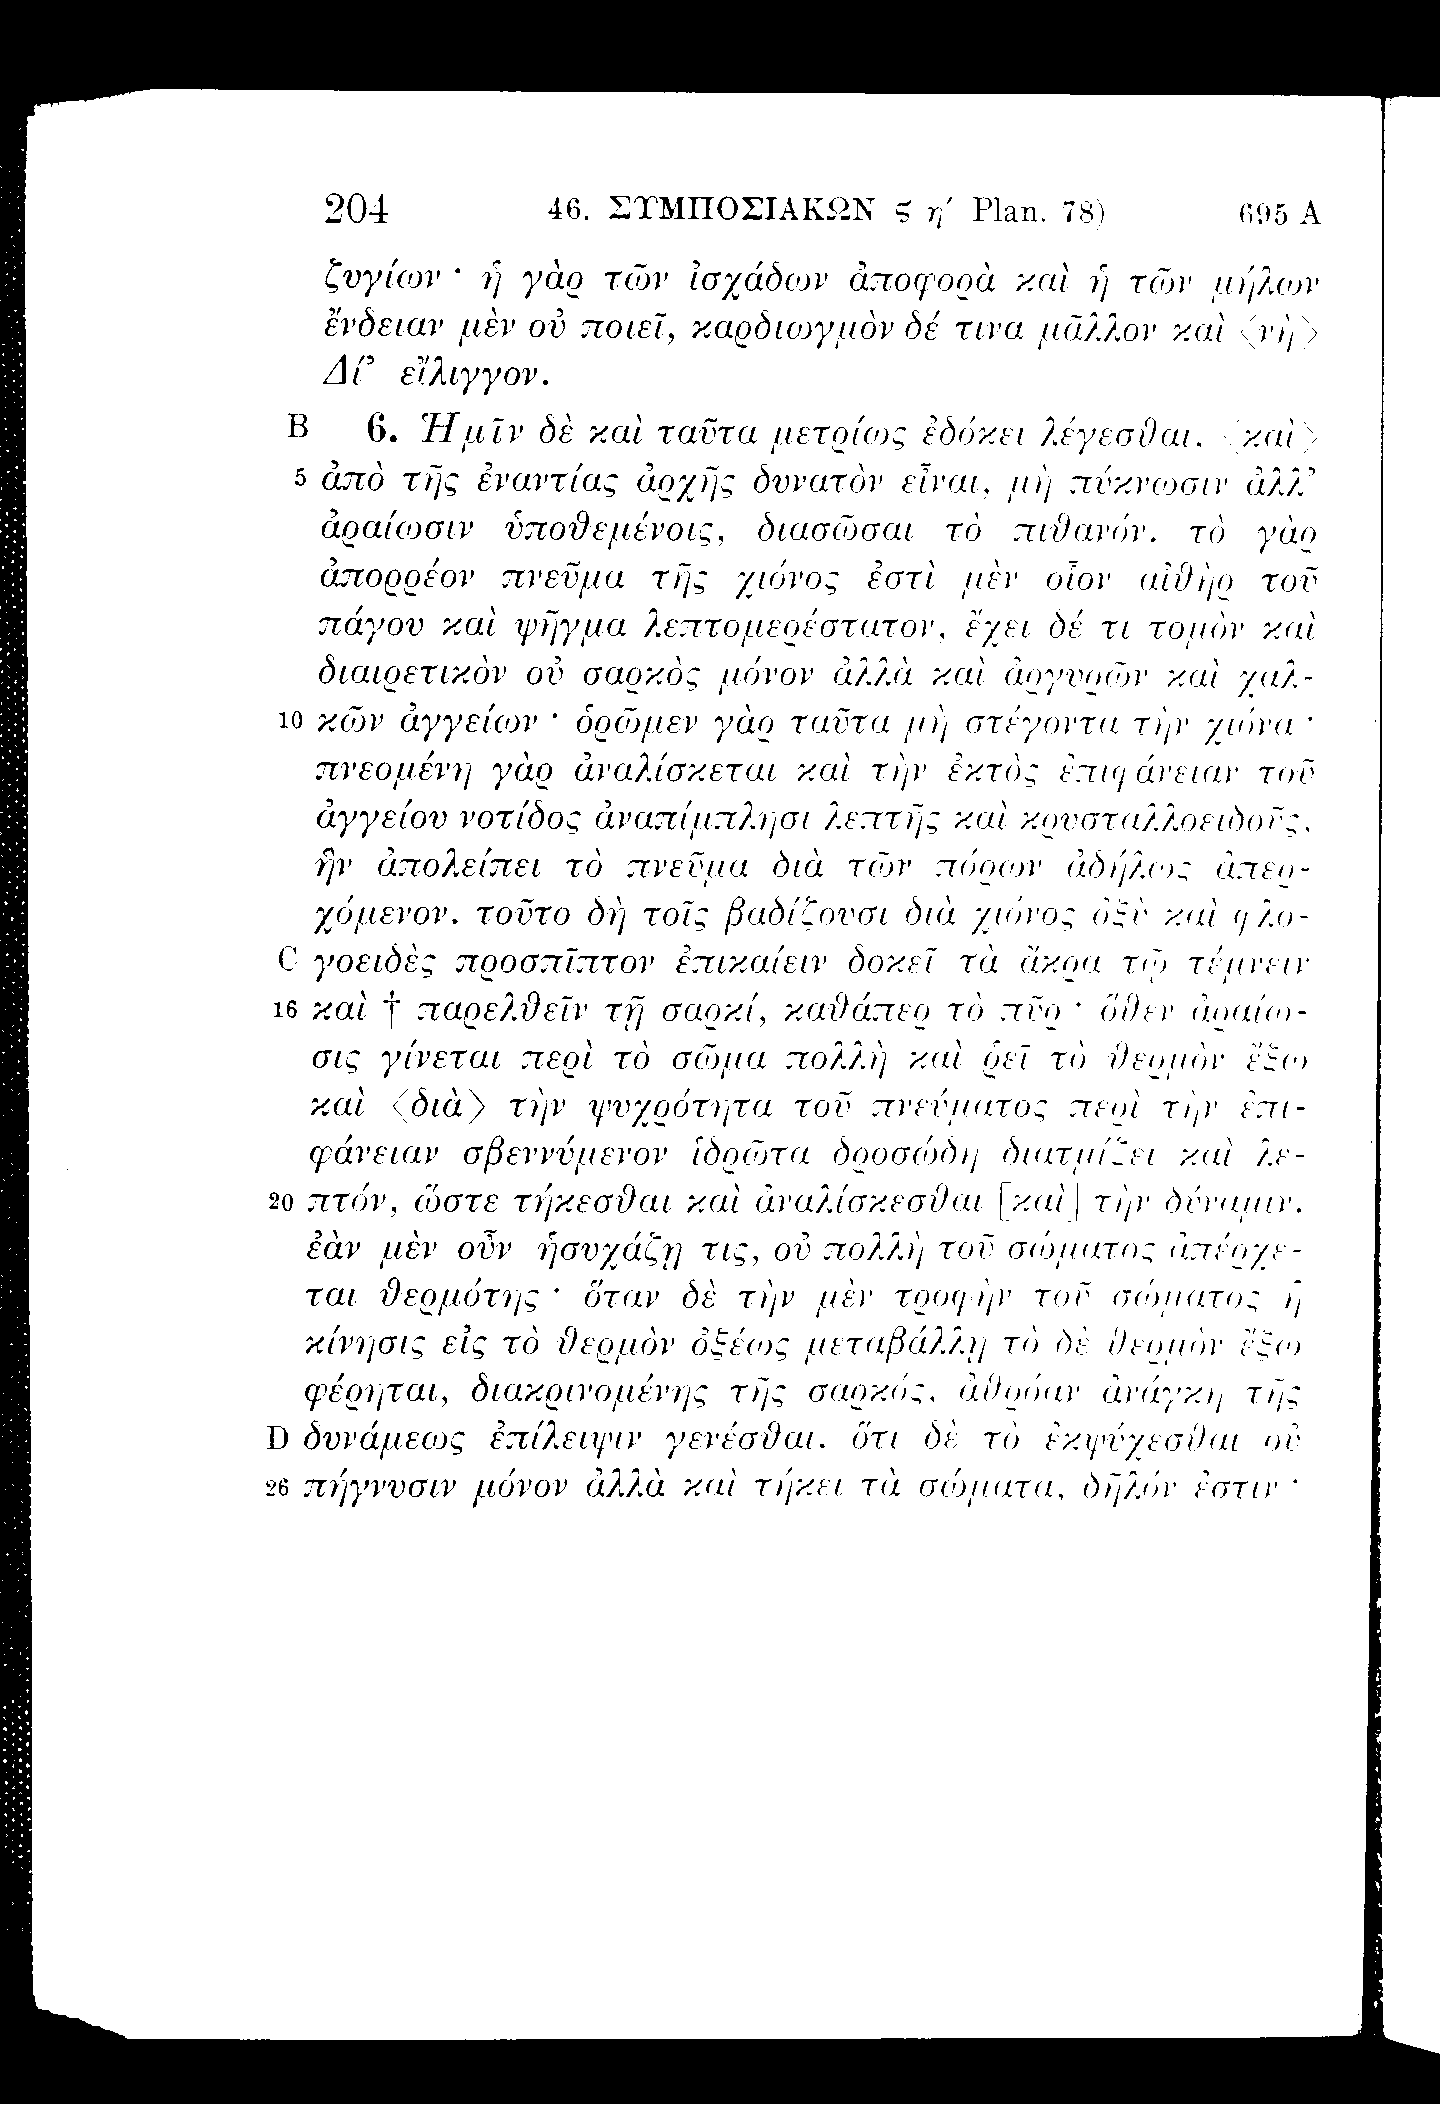 204 46. ΣΥΜΠΟΣΙΑΚΩΝ ϛ η′ Plan. 78) 695 A
ζυγίων · ἡ γὰρ τῶν ἰσχάδων ἀποφορὰ καὶ ἡ τῶν μήλων
ἔνδειαν μὲν οὐ ποιεῖ, καρδιωγμὸν δέ τινα μᾶλλον καὶ 〈νὴ〉
Δί’ εἴλιγγον.
B 6. Ἡμῖν δὲ καὶ ταῦτα μετρίως ἐδόκει λέγεσθαι. 〈καὶ〉
5 ἀπὸ τῆς ἐναντίας ἀρχῆς δυνατὸν εἶναι, μὴ πύκνωσιν ἀλλ’
ἀραίωσιν ὑποθεμένοις, διασῶσαι τὸ πιθανόν. τὸ γὰρ
ἀπορρέον πνεῦμα τῆς χιόνος ἐστὶ μὲν οἷον αἰθὴρ τοῦ
πάγου καὶ ψῆγμα λεπτομερέστατον, ἔχει δέ τι τομὸν καὶ
διαιρετικὸν οὐ σαρκὸς μόνον ἀλλὰ καὶ ἀργυρῶν καὶ χαλ-
10 κῶν ἀγγείων · ὁρῶμεν γὰρ ταῦτα μὴ στέγοντα τὴν χιόνα ·
πνεομένη γὰρ ἀναλίσκεται καὶ τὴν ἐκτὸς ἐπιφάνειαν τοῦ
ἀγγείου νοτίδος ἀναπίμπλησι λεπτῆς καὶ κρυσταλλοειδοῦς,
ἣν ἀπολείπει τὸ πνεῦμα διὰ τῶν πόρων ἀδήλως ἀπερ-
χόμενον. τοῦτο δὴ τοῖς βαδίζουσι διὰ χιόνος ὀξὺ καὶ φλο-
C γοειδὲς προσπῖπτον ἐπικαίειν δοκεῖ τὰ ἄκρα τῷ τέμνειν
16 καὶ † παρελθεῖν τῇ σαρκί, καθάπερ τὸ πῦρ · ὅθεν ἀραίω-
σις γίνεται περὶ τὸ σῶμα πολλὴ καὶ ῥεῖ τὸ θερμὸν ἔξω
καὶ 〈διὰ〉 τὴν ψυχρότητα τοῦ πνεύματος περὶ τὴν ἐπι-
φάνειαν σβεννύμενον ἱδρῶτα δροσώδη διατμίζει καὶ λε-
20 πτόν, ὥστε τήκεσθαι καὶ ἀναλίσκεσθαι [καὶ] τὴν δύναμιν.
ἐὰν μὲν οὖν ἡσυχάζῃ τις, οὐ πολλὴ τοῦ σώματος ἀπέρχε-
ται θερμότης · ὅταν δὲ τὴν μὲν τροφὴν τοῦ σώματος ἡ
κίνησις εἰς τὸ θερμὸν ὀξέως μεταβάλλῃ τὸ δὲ θερμὸν ἔξω
φέρηται, διακρινομένης τῆς σαρκός, ἀθρόαν ἀνάγκη τῆς
D δυνάμεως ἐπίλειψιν γενέσθαι. ὅτι δὲ τὸ ἐκψύχεσθαι οὐ
26 πήγνυσιν μόνον ἀλλὰ καὶ τήκει τὰ σώματα, δῆλόν ἐστιν ·